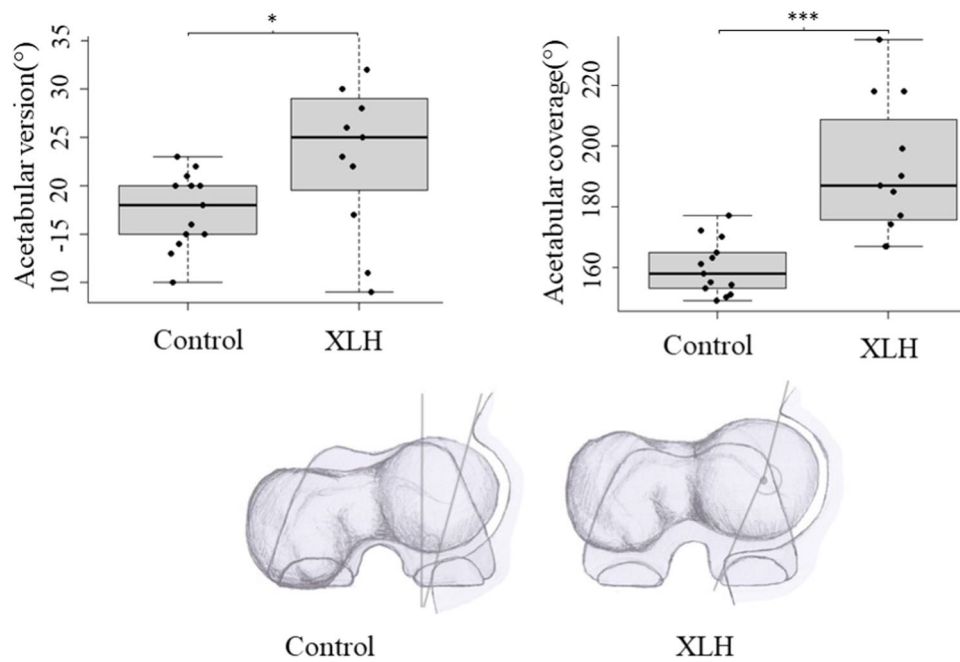 *
***
Acetabular version(°)
35
30
25
20
-15
10
Control
XLH
Acetabular coverage(°)
220
200
180
160
Control
XLH
Control
XLH